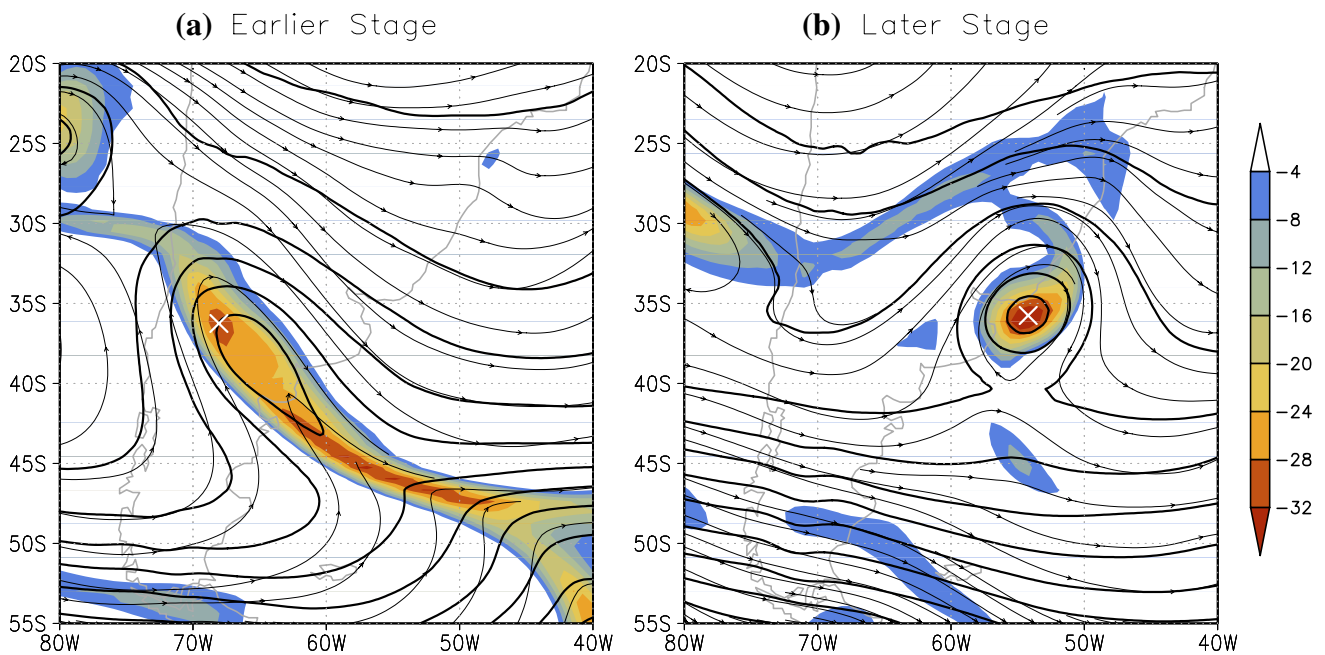 (a) Earlier Stage
(b) Later Stage
20S
25S
30S
35S
40S
45S
50S
55S
80W 70W 60W 50W 40W
20S
25S
30S
35S
40S
45S
50S
55S
80W 70W 60W 50W 40W
-4
-8
-12
-16
-20
-24
-28
-32